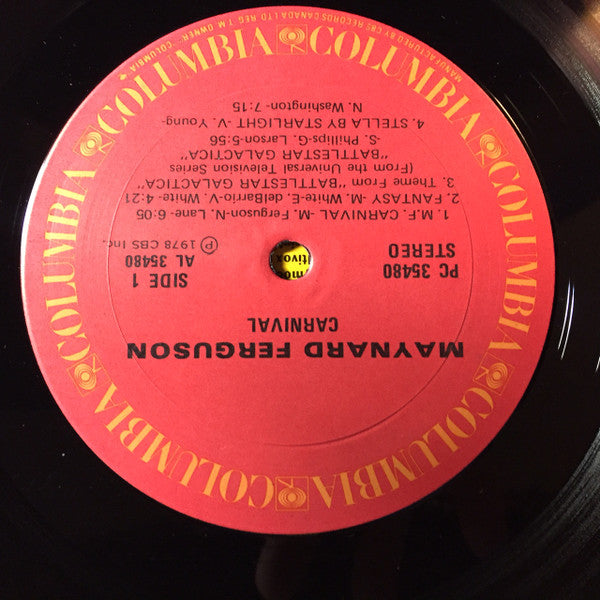 MAYNARD FERGUSON
CARNIVAL
SIDE 1
AL 35480
℗ 1978 CBS Inc.
PC 35480
STEREO
1. M.F. CARNIVAL -M. Ferguson-N. Lane- 6:05
2. FANTASY -M. White-E. delBarrio-V. White- 4:21
3. Theme From "BATTLESTAR GALACTICA"
(From the Universal Television Series
"BATTLESTAR GALACTICA")
-S. Phillips-G. Larson-5:56
4. STELLA BY STARLIGHT -V. Young-
N. Washington- 7:15
COLUMBIA COLUMBIA COLUMBIA COLUMBIA COLUMBIA COLUMBIA
MANUFACTURED BY CBS RECORDS CANADA LTD REG. T.M. OWNER. "COLUMBIA"